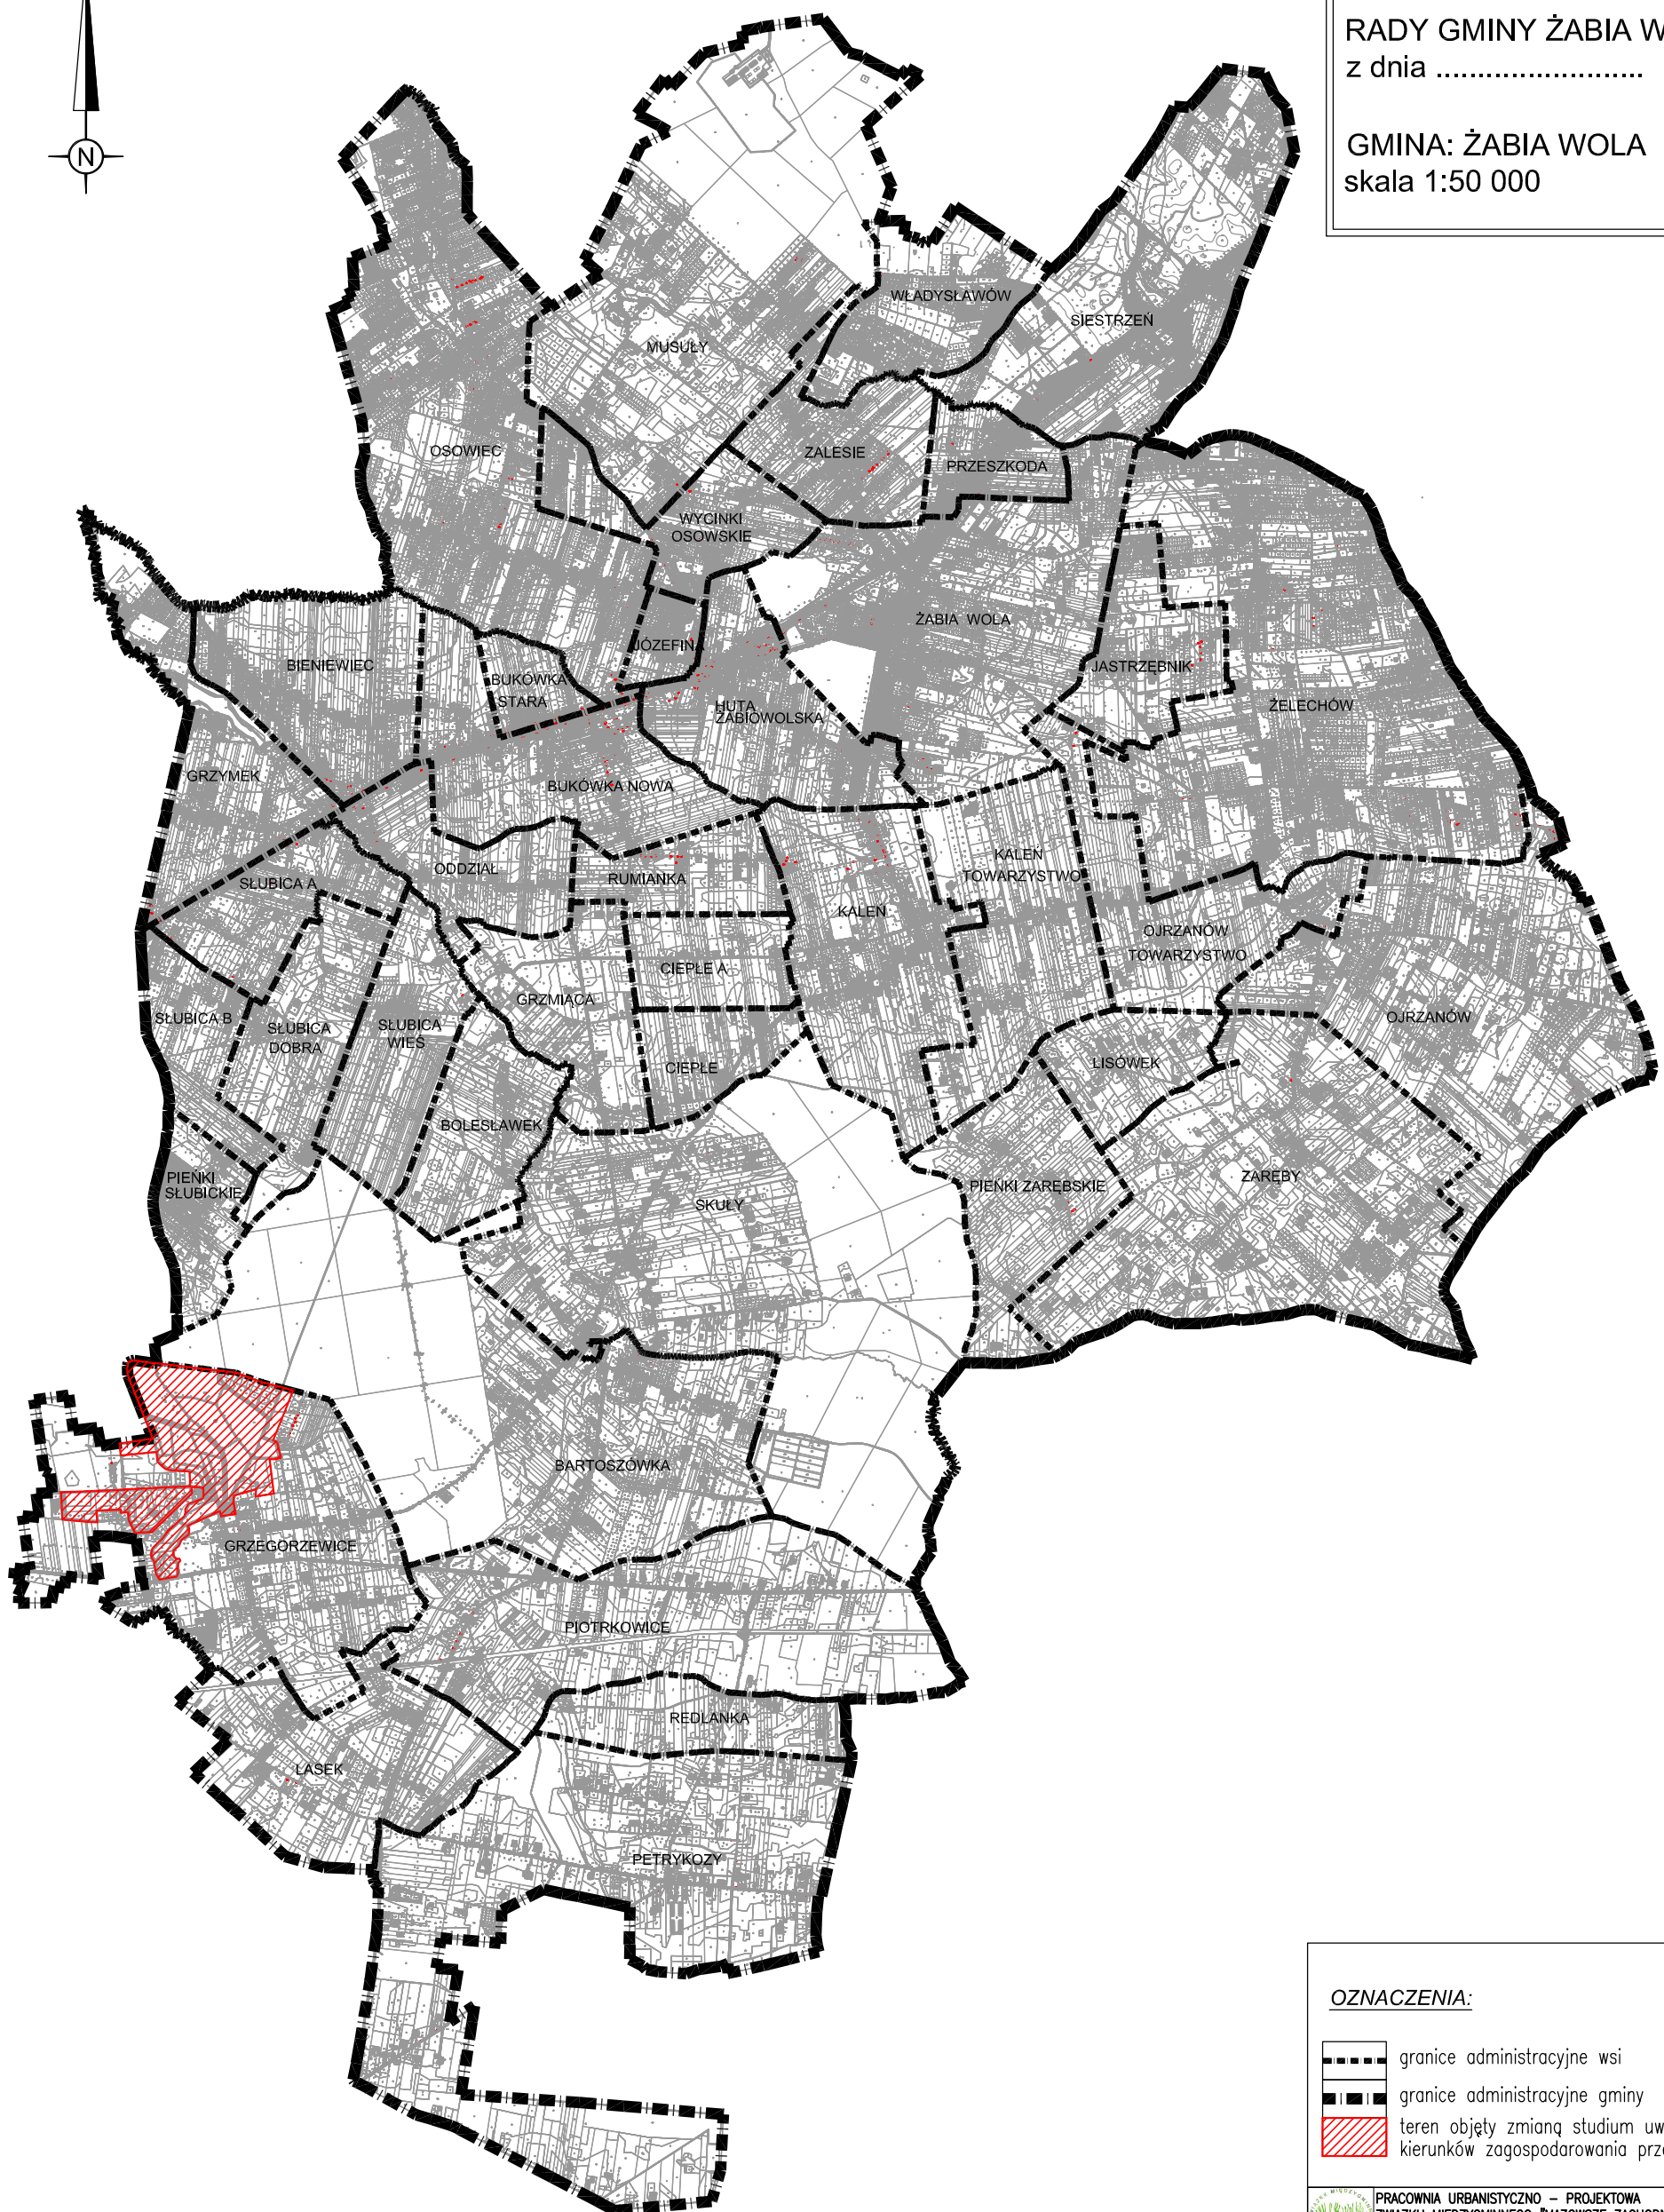 N
RADY GMINY ŻABIA W
z dnia ........................
GMINA: ŻABIA WOLA
skala 1:50 000
WŁADYSŁAWÓW
SIESTRZEŃ
MUSUŁY
OSOWIEC
ZALESIE
PRZESZKODA
WYCINKI
OSOWSKIE
ŻABIA WOLA
JÓZEFINA
BIENIEWIEC
BUKÓWKA
STARA
JASTRZĘBNIK
HUTA
ŻABIOWOLSKA
ŻELECHÓW
GRZYMEK
BUKÓWKA NOWA
ODDZIAŁ
RUMIANKA
KALEŃ
TOWARZYSTWO
SŁUBICA A
KALEŃ
OJRZANÓW
TOWARZYSTWO
CIEPŁE A
GRZMIĄCA
SŁUBICA B
SŁUBICA
DOBRA
SŁUBICA
WIEŚ
OJRZANÓW
CIEPŁE
LISÓWEK
BOLESŁAWEK
PIEŃKI
SŁUBICKIE
SKUŁY
PIEŃKI ZARĘBSKIE
ZARĘBY
BARTOSZÓWKA
GRZEGORZEWICE
PIOTRKOWICE
REDLANKA
LASEK
PETRYKOZY
OZNACZENIA:
granice administracyjne wsi
granice administracyjne gminy
teren objęty zmianą studium uw
kierunków zagospodarowania prz
PRACOWNIA URBANISTYCZNO – PROJEKTOWA